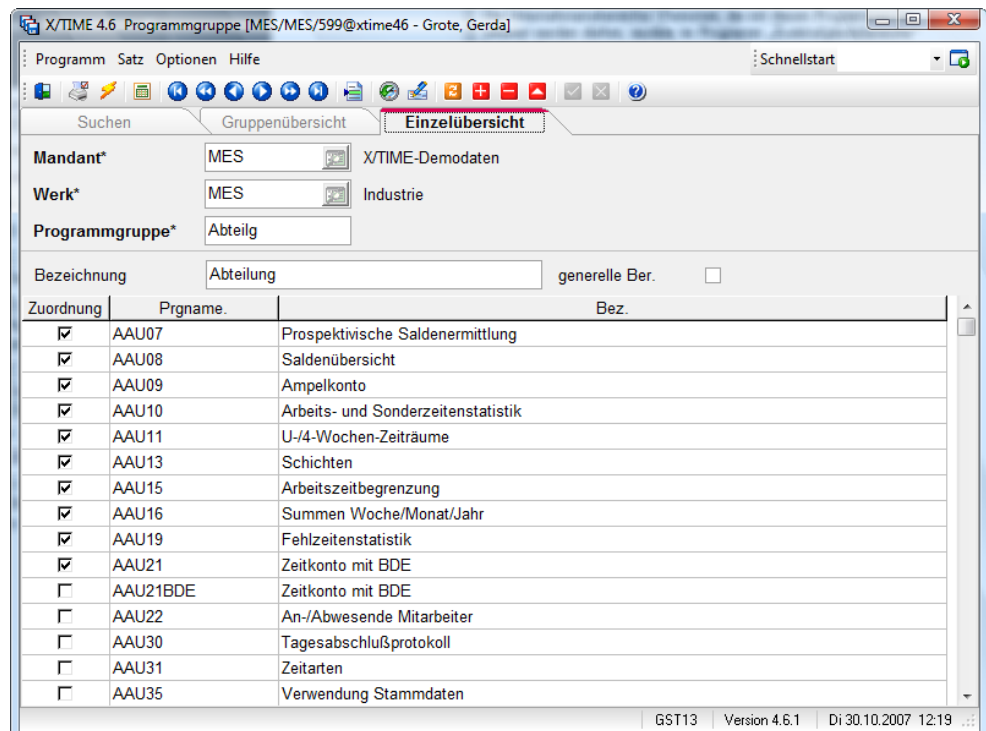 X/TIME 4.6 Programmgruppe [MES/MES/599@xtime46 - Grote, Gerda]
Programm Satz Optionen Hilfe Schnellstart
Suchen Gruppenübersicht Einzelübersicht
Mandant* MES X/TIME-Demodaten
Werk* MES Industrie
Programmgruppe* Abteilg
Bezeichnung Abteilung generelle Ber.
Zuordnung Prgname. Bez.
AAU07 Prospektivische Saldenermittlung
AAU08 Saldenübersicht
AAU09 Ampelkonto
AAU10 Arbeits- und Sonderzeitenstatistik
AAU11 U-/4-Wochen-Zeiträume
AAU13 Schichten
AAU15 Arbeitszeitbegrenzung
AAU16 Summen Woche/Monat/Jahr
AAU19 Fehlzeitenstatistik
AAU21 Zeitkonto mit BDE
AAU21BDE Zeitkonto mit BDE
AAU22 An-/Abwesende Mitarbeiter
AAU30 Tagesabschlußprotokoll
AAU31 Zeitarten
AAU35 Verwendung Stammdaten
GST13 Version 4.6.1 Di 30.10.2007 12:19